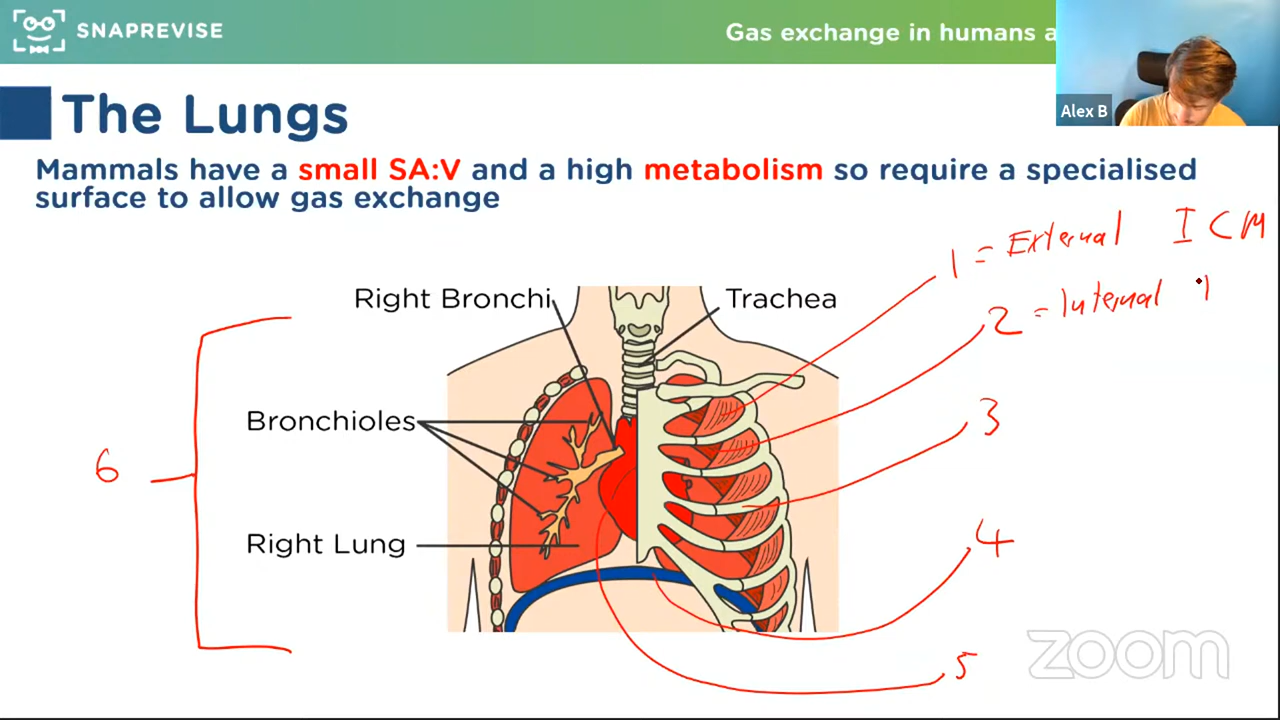 SNAPREVISE
Gas exchange in humans a
Alex B
The Lungs
Mammals have a small SA:V and a high metabolism so require a specialised
surface to allow gas exchange
1 = External ICM
2 = Internal I
Right Bronchi
Trachea
Bronchioles
3
6
Right Lung
4
5
zoom